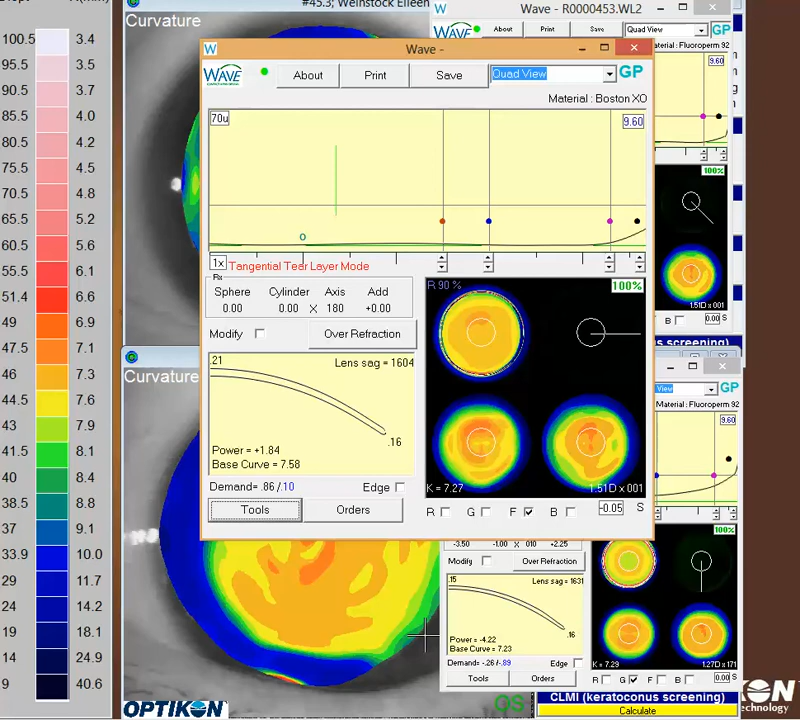 100.5 3.4
95.5 3.5
90.5 3.7
85.5 4.0
80.5 4.2
75.5 4.5
70.5 4.8
65.5 5.2
60.5 5.6
55.5 6.1
51.4 6.6
49 6.9
47.5 7.1
46 7.3
44.5 7.6
43 7.9
41.5 8.1
40 8.4
38.5 8.8
37 9.1
33.9 10.0
29 11.7
24 14.2
19 18.1
14 24.9
9 40.6
Curvature
#45.3; Weinstock Eileen
Wave - R0000453.WL2
WAVE About Print Save Quad View GP
Material: Fluoroperm 92
9.60
100%
1.51D x 001
B 0.00 S
Wave -
WAVE About Print Save Quad View GP
Material : Boston XO
70u 9.60
1x Tangential Tear Layer Mode
Rx
Sphere Cylinder Axis Add
0.00 0.00 X 180 +0.00
Modify Over Refraction
21 Lens sag = 1604
.16
Power = +1.84
Base Curve = 7.58
Demand= .86 /.10 Edge
Tools Orders
R 90 % 100%
K = 7.27 1.51D x 001
R G F B -0.05 S
Curvature
OPTIKON
View GP
Material : Fluoroperm 92
9.60
-3.50 -1.00 X 010 +2.25
Modify Over Refraction
.15 Lens sag = 1631
.16
Power = -4.22
Base Curve = 7.23
Demand= -.26 /-.89 Edge
Tools Orders
K = 7.29 1.27D x 171
R G F B 0.00 S
OS
CLMI (keratoconus screening)
Calculate